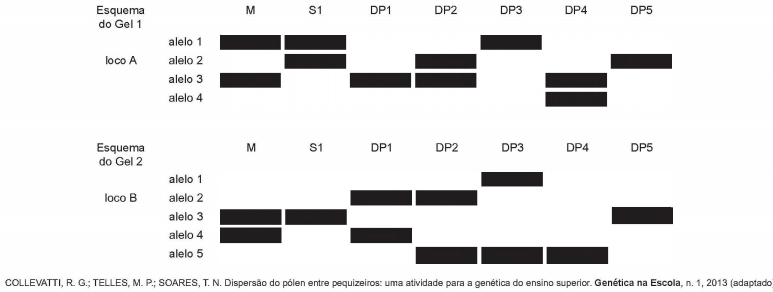 Esquema M S1 DP1 DP2 DP3 DP4 DP5
do Gel 1
alelo 1
loco A alelo 2
alelo 3
alelo 4
Esquema M S1 DP1 DP2 DP3 DP4 DP5
do Gel 2
alelo 1
loco B alelo 2
alelo 3
alelo 4
alelo 5
COLLEVATTI, R. G.; TELLES, M. P.; SOARES, T. N. Dispersão do pólen entre pequizeiros: uma atividade para a genética do ensino superior. Genética na Escola, n. 1, 2013 (adaptado